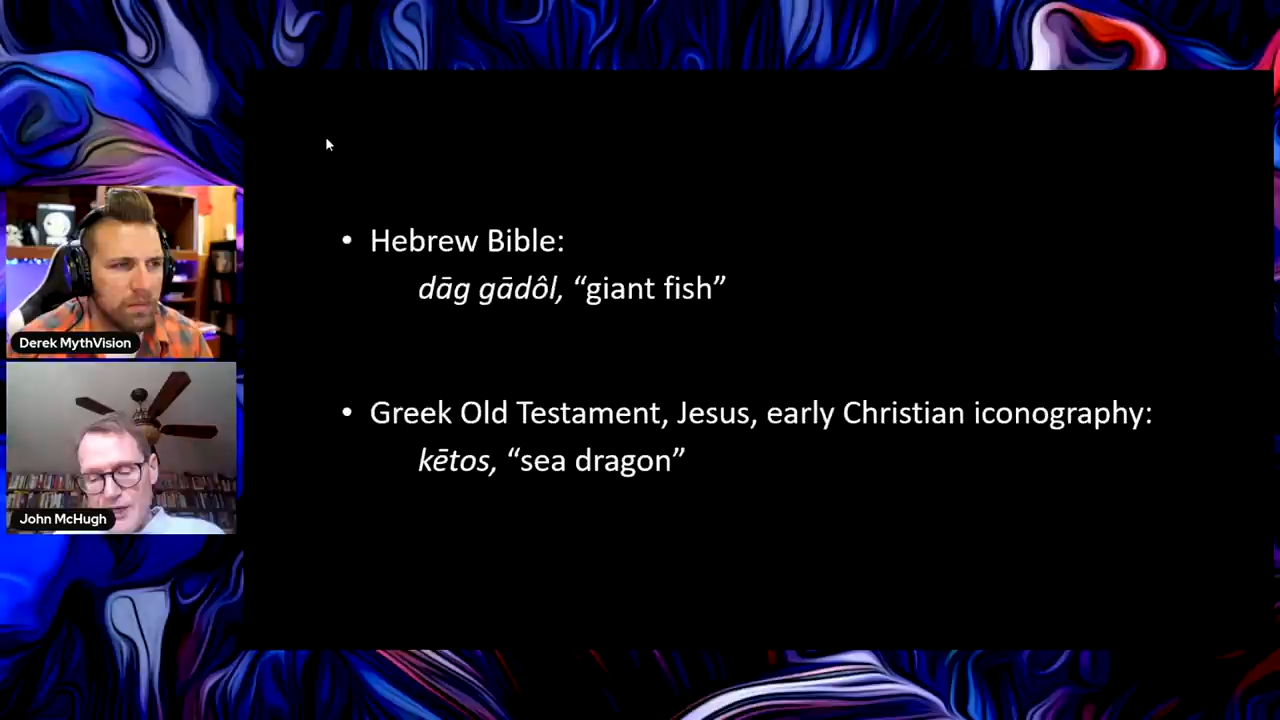 • Hebrew Bible:
dāg gādôl, “giant fish”
• Greek Old Testament, Jesus, early Christian iconography:
kētos, “sea dragon”
Derek MythVision
John McHugh